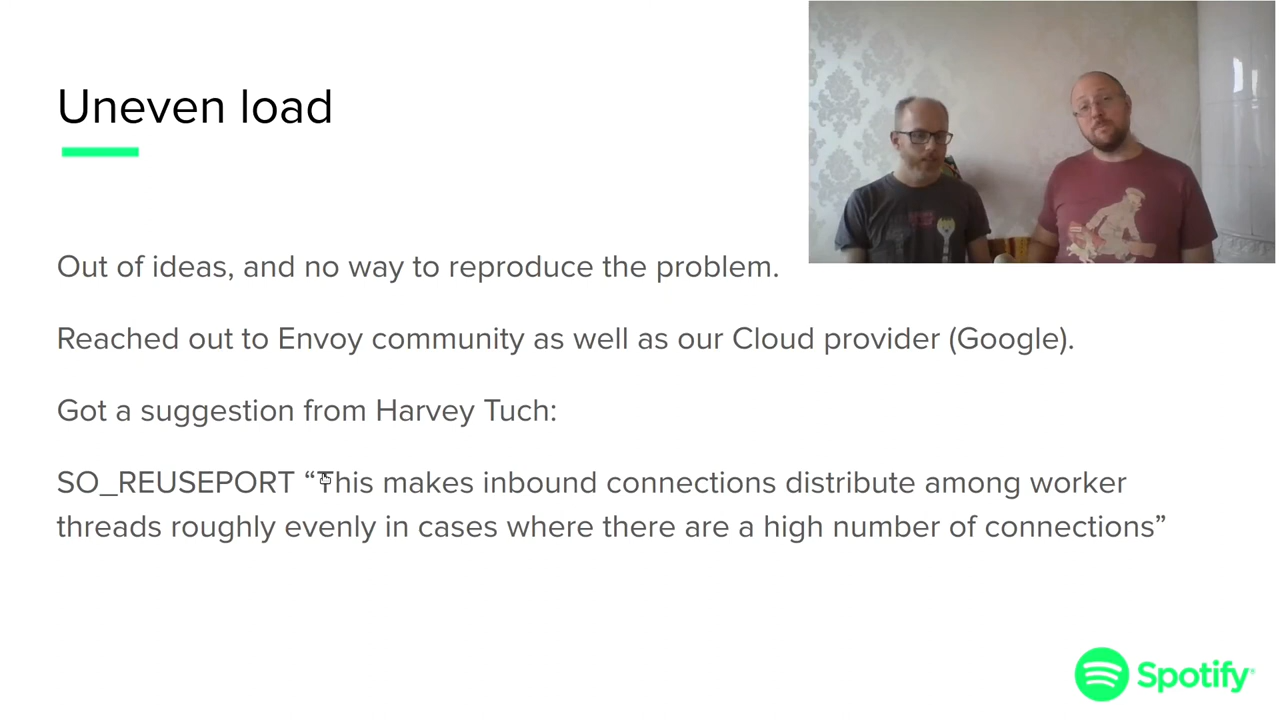 Uneven load
Out of ideas, and no way to reproduce the problem.
Reached out to Envoy community as well as our Cloud provider (Google).
Got a suggestion from Harvey Tuch:
SO_REUSEPORT “This makes inbound connections distribute among worker
threads roughly evenly in cases where there are a high number of connections”
Spotify